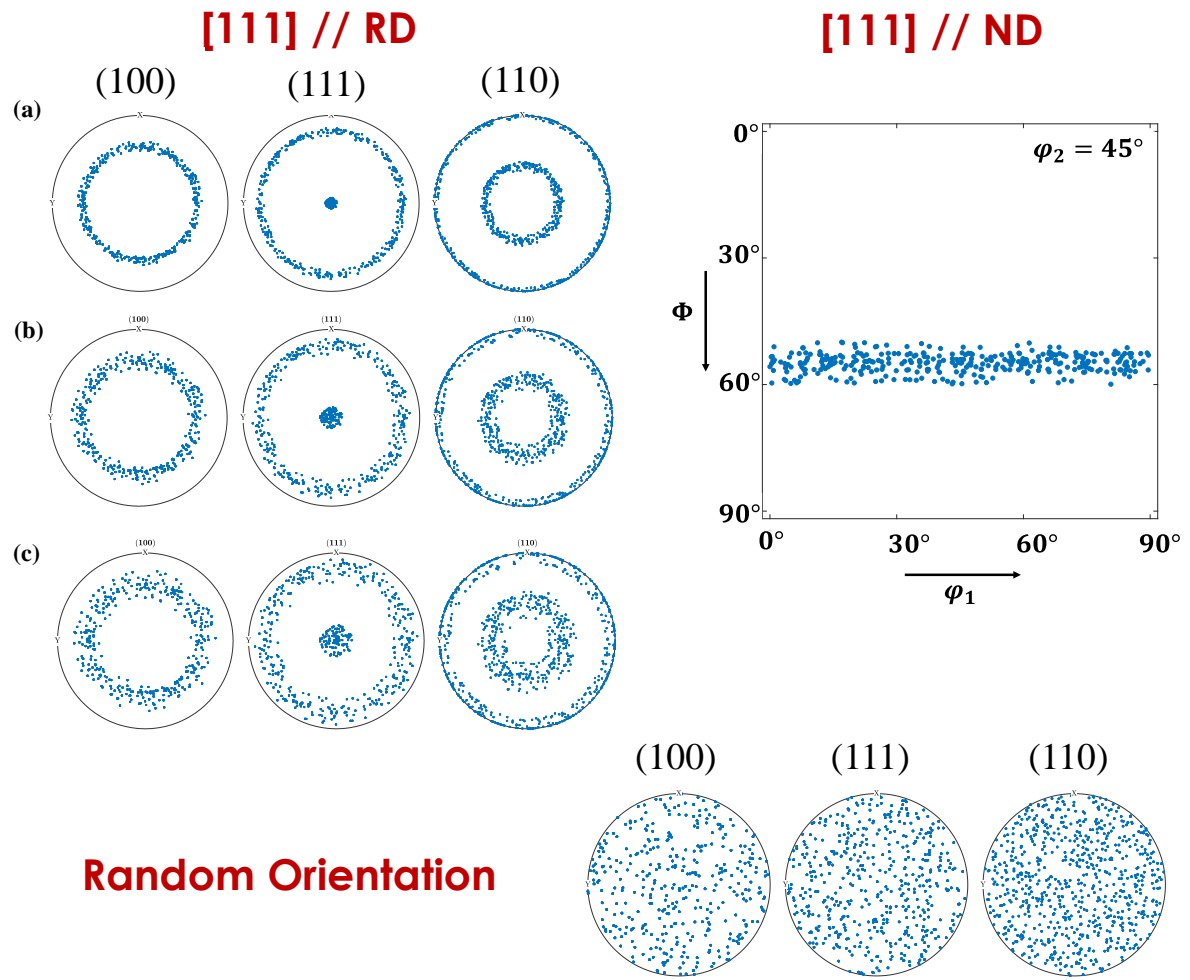 [111] // RD
[111] // ND
(100) (111) (110)
(a)
X X X
Y Y Y
(b)
(100) (111) (110)
X X X
Y Y Y
(c)
(100) (111) (110)
X X X
Y Y Y
φ₂ = 45°
0°
30°
Φ
60°
90°
0° 30° 60° 90°
φ₁
(100) (111) (110)
X X X
Y Y Y
Random Orientation